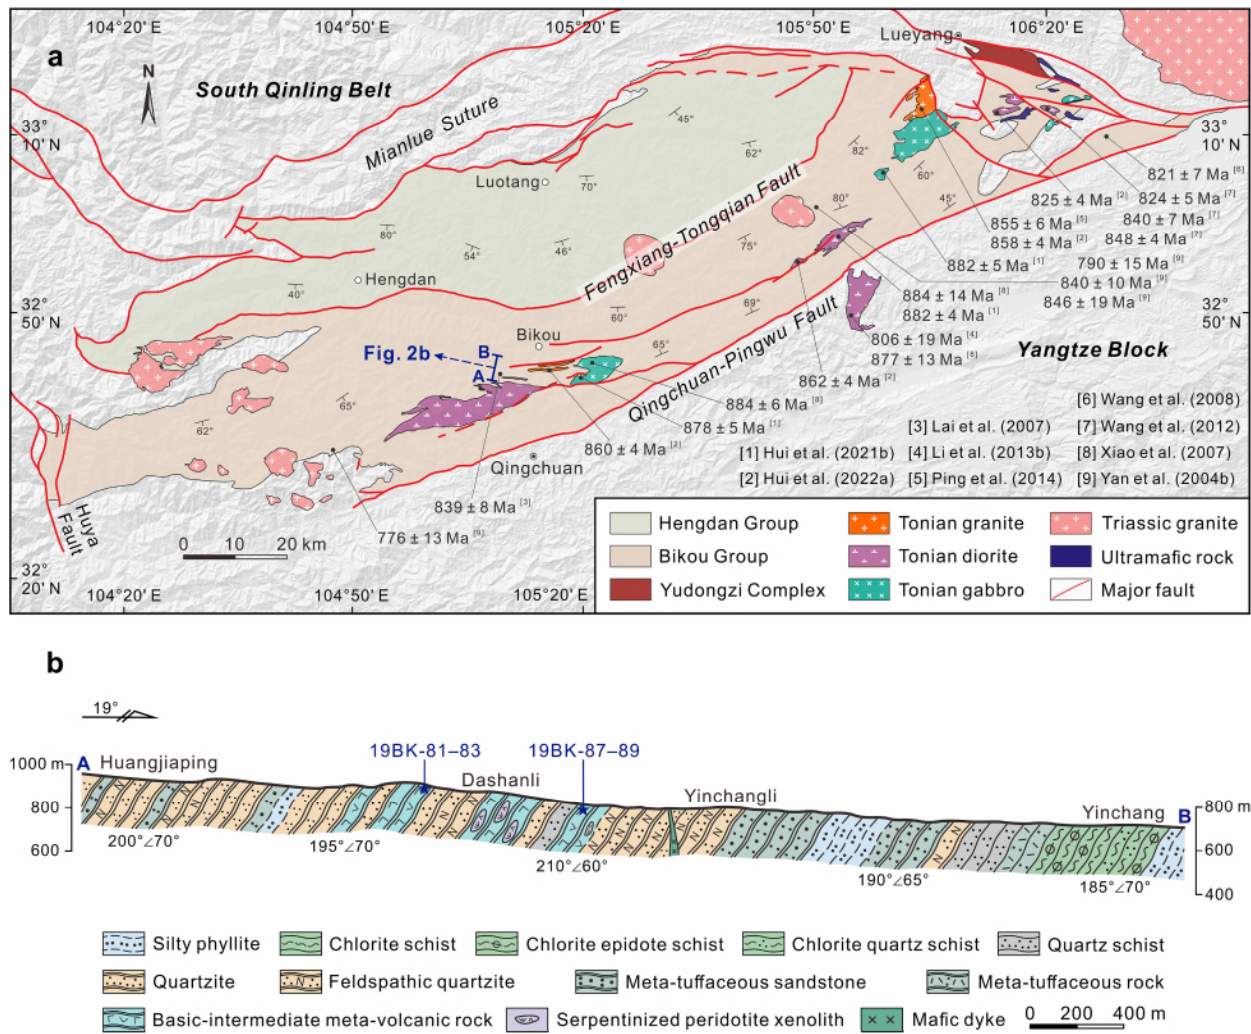 a
104°20' E
104°50' E
105°20' E
105°50' E
106°20' E
Lueyang
N
South Qinling Belt
Mianlue Suture
33°
10' N
33°
10' N
45°
62°
82°
Luotang
70°
60°
80°
45°
80°
54°
46°
75°
Fengxiang-Tongqian Fault
821 ± 7 Ma [6]
825 ± 4 Ma [2]
824 ± 5 Ma [7]
855 ± 6 Ma [5]
840 ± 7 Ma [7]
858 ± 4 Ma [2]
848 ± 4 Ma [7]
882 ± 5 Ma [1]
790 ± 15 Ma [9]
840 ± 10 Ma [9]
846 ± 19 Ma [9]
Hengdan
40°
884 ± 14 Ma [8]
882 ± 4 Ma [1]
32°
50' N
32°
50' N
60°
69°
65°
Bikou
Fig. 2b
B
A
806 ± 19 Ma [4]
877 ± 13 Ma [8]
Yangtze Block
Qingchuan-Pingwu Fault
862 ± 4 Ma [2]
884 ± 6 Ma [8]
878 ± 5 Ma [1]
860 ± 4 Ma [2]
65°
62°
Qingchuan
839 ± 8 Ma [3]
776 ± 13 Ma [9]
Huya
Fault
[6] Wang et al. (2008)
[3] Lai et al. (2007)
[7] Wang et al. (2012)
[1] Hui et al. (2021b)
[4] Li et al. (2013b)
[8] Xiao et al. (2007)
[2] Hui et al. (2022a)
[5] Ping et al. (2014)
[9] Yan et al. (2004b)
0 10 20 km
32°
20' N
104°20' E
104°50' E
105°20' E
Hengdan Group
Tonian granite
Triassic granite
Bikou Group
Tonian diorite
Ultramafic rock
Yudongzi Complex
Tonian gabbro
Major fault
b
19°
1000 m
A
Huangjiaping
19BK-81–83
Dashanli
19BK-87–89
Yinchangli
Yinchang
B
800
600
800 m
600
400
N N N N N N N N N N
200°∠70°
195°∠70°
210°∠60°
190°∠65°
185°∠70°
Silty phyllite
Chlorite schist
Chlorite epidote schist
Chlorite quartz schist
Quartz schist
Quartzite
N
Feldspathic quartzite
Meta-tuffaceous sandstone
Meta-tuffaceous rock
Basic-intermediate meta-volcanic rock
Serpentinized peridotite xenolith
Mafic dyke
0 200 400 m